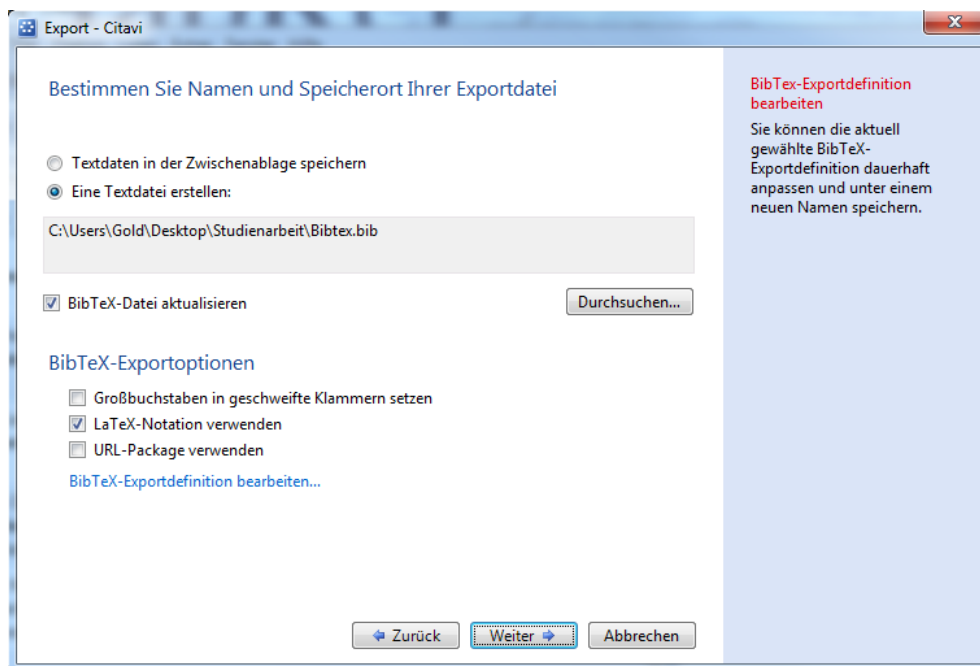 Export - Citavi
Bestimmen Sie Namen und Speicherort Ihrer Exportdatei
Textdaten in der Zwischenablage speichern
Eine Textdatei erstellen:
C:\Users\Gold\Desktop\Studienarbeit\Bibtex.bib
BibTeX-Datei aktualisieren
Durchsuchen...
BibTeX-Exportoptionen
Großbuchstaben in geschweifte Klammern setzen
LaTeX-Notation verwenden
URL-Package verwenden
BibTeX-Exportdefinition bearbeiten...
Zurück
Weiter
Abbrechen
BibTex-Exportdefinition
bearbeiten
Sie können die aktuell
gewählte BibTeX-
Exportdefinition dauerhaft
anpassen und unter einem
neuen Namen speichern.